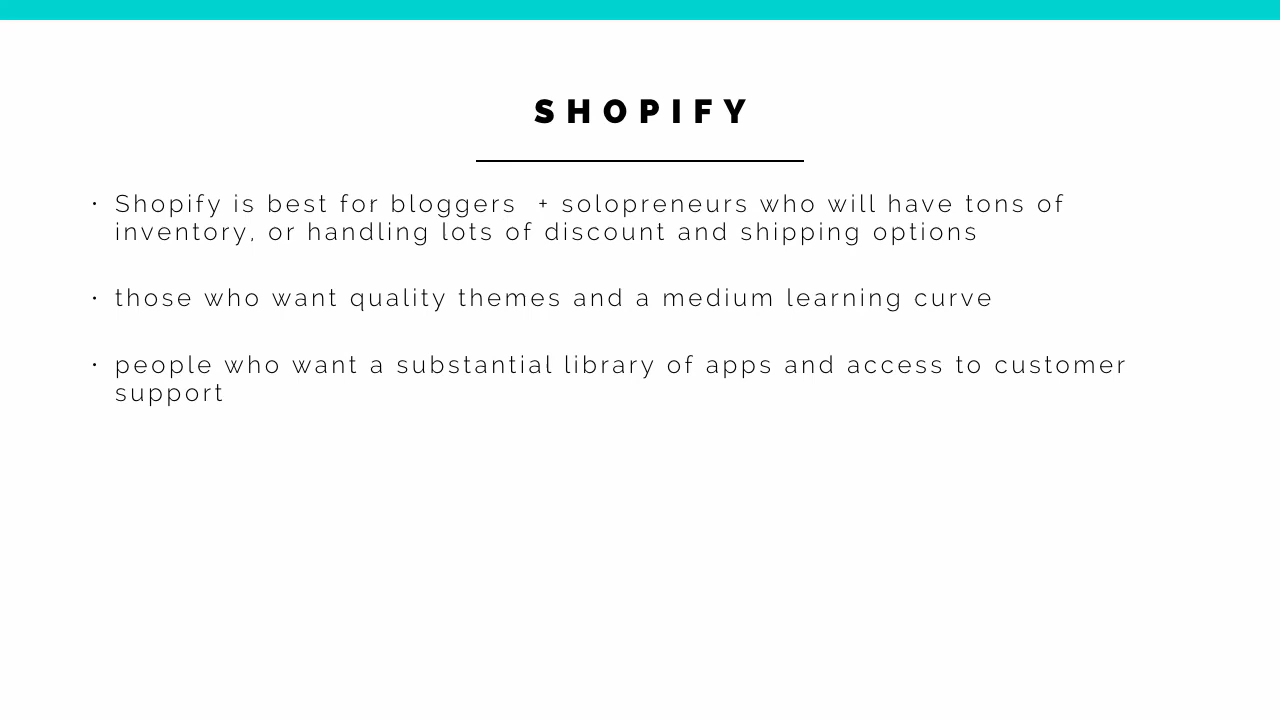 SHOPIFY
• Shopify is best for bloggers + solopreneurs who will have tons of
inventory, or handling lots of discount and shipping options
• those who want quality themes and a medium learning curve
• people who want a substantial library of apps and access to customer
support